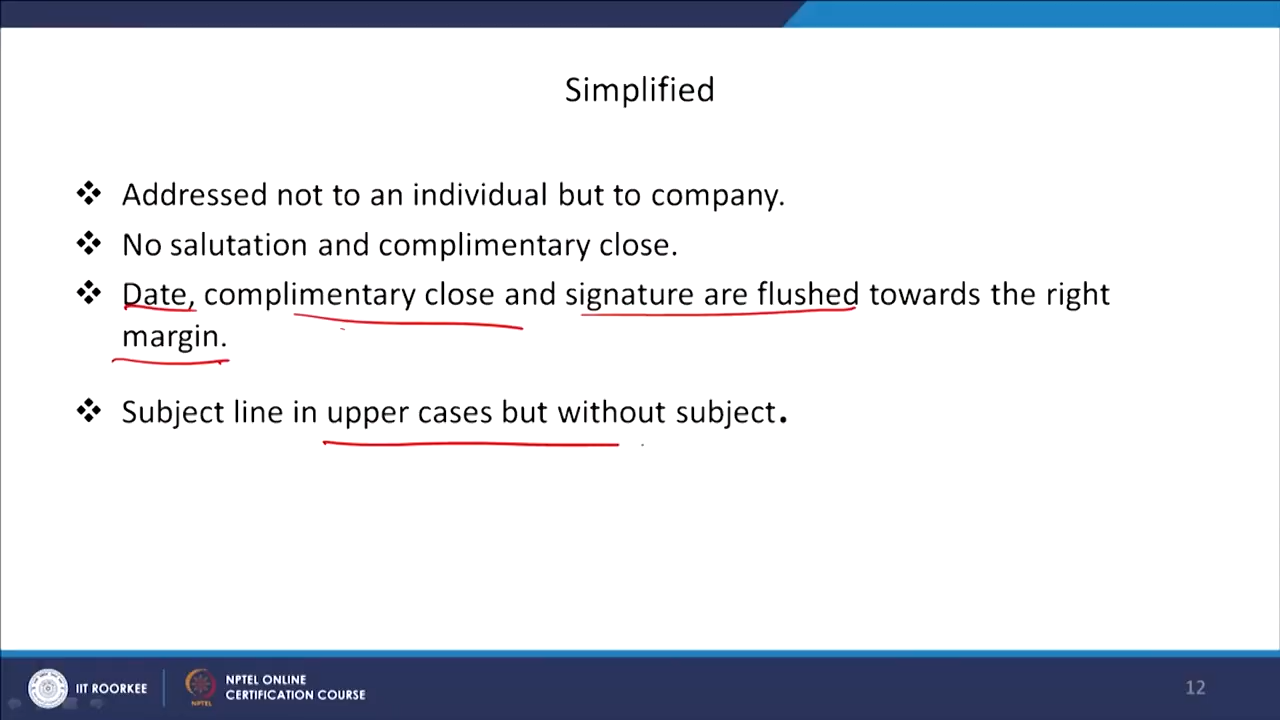 Simplified
❖ Addressed not to an individual but to company.
❖ No salutation and complimentary close.
❖ Date, complimentary close and signature are flushed towards the right
margin.
❖ Subject line in upper cases but without subject.
IIT ROORKEE
NPTEL ONLINE
CERTIFICATION COURSE
NPTEL
12